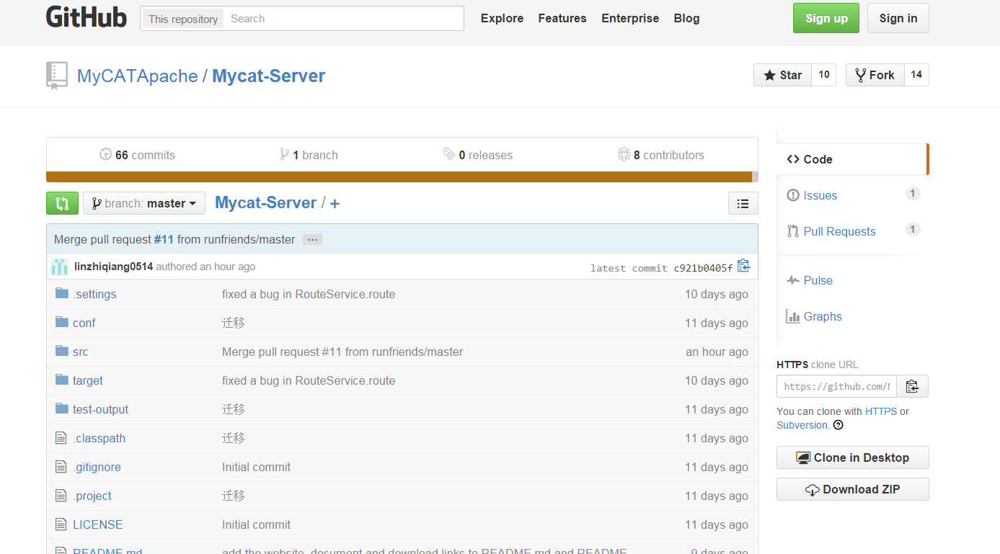 GitHub This repository Search Explore Features Enterprise Blog Sign up Sign in
MyCATApache / Mycat-Server Star 10 Fork 14
66 commits 1 branch 0 releases 8 contributors
branch: master Mycat-Server / +
Merge pull request #11 from runfriends/master ...
linzhiqiang0514 authored an hour ago latest commit c921b0405f
.settings fixed a bug in RouteService.route 10 days ago
conf 迁移 11 days ago
src Merge pull request #11 from runfriends/master an hour ago
target fixed a bug in RouteService.route 10 days ago
test-output 迁移 11 days ago
.classpath 迁移 11 days ago
.gitignore Initial commit 11 days ago
.project 迁移 11 days ago
LICENSE Initial commit 11 days ago
README.md add the website, document and download links to README.md and README 9 days ago
Code
Issues 1
Pull Requests 1
Pulse
Graphs
HTTPS clone URL
https://github.com/
You can clone with HTTPS or
Subversion.
Clone in Desktop
Download ZIP